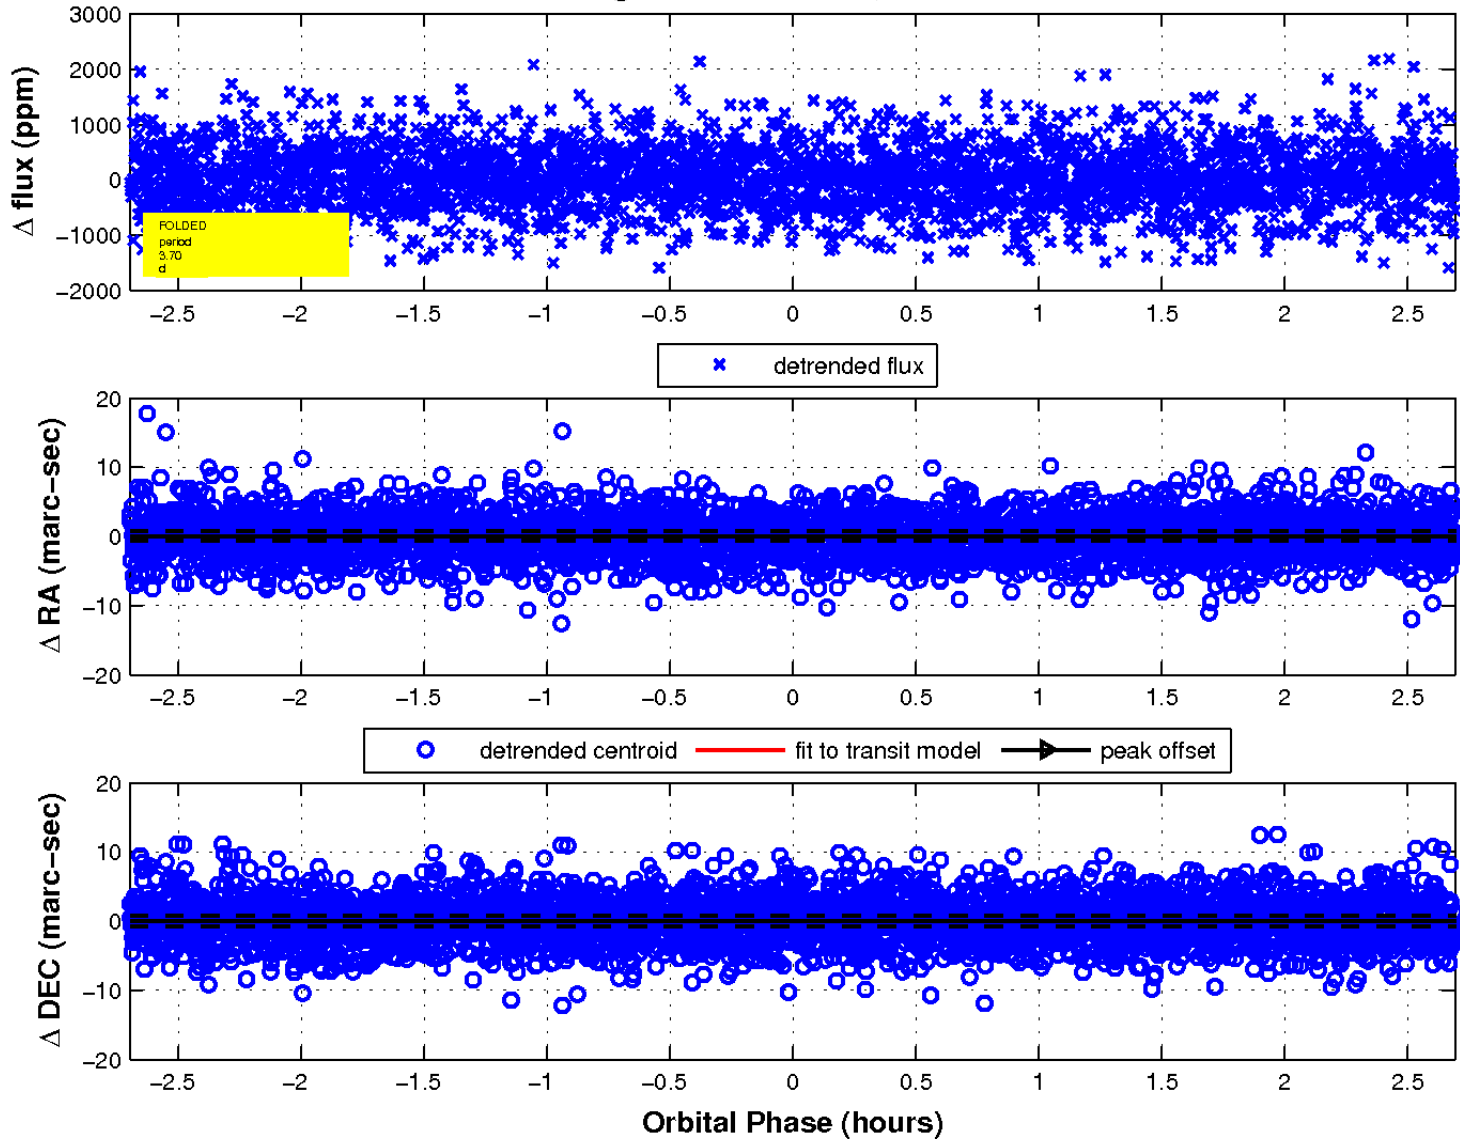 3000
2000
1000
0
−1000
−2000
Δ flux (ppm)
FOLDED
period
3.70
d
−2.5 −2 −1.5 −1 −0.5 0 0.5 1 1.5 2 2.5
detrended flux
20
10
0
−10
−20
Δ RA (marc−sec)
−2.5 −2 −1.5 −1 −0.5 0 0.5 1 1.5 2 2.5
detrended centroid fit to transit model peak offset
20
10
0
−10
−20
Δ DEC (marc−sec)
−2.5 −2 −1.5 −1 −0.5 0 0.5 1 1.5 2 2.5
Orbital Phase (hours)